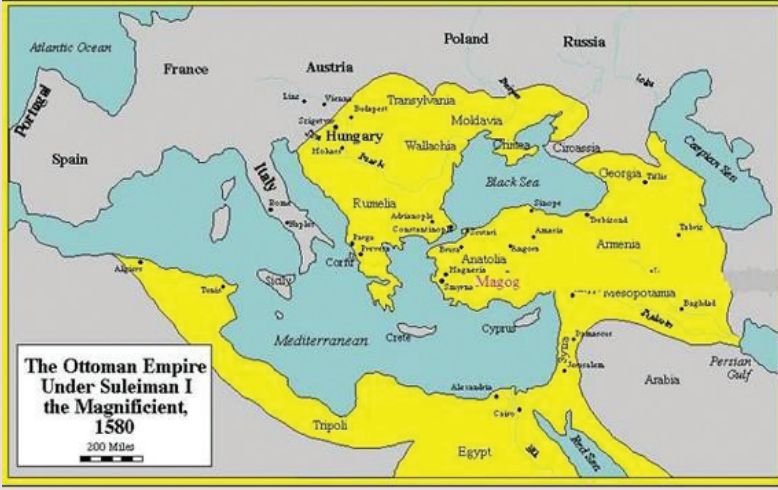 Atlantic Ocean
Portugal
Spain
France
Austria
Poland
Russia
Linz
Vienna
Budapest
Szigetvar
Hungary
Mohacs
Transylvania
Moldavia
Wallachia
Crimea
Circassia
Caspian Sea
Georgia
Tiflis
Black Sea
Italy
Rome
Naples
Rumelia
Adrianople
Constantinople
Scutari
Sinope
Trebizond
Amasia
Angora
Brusa
Anatolia
Magnesia
Smyrna
Magog
Armenia
Tabriz
Parga
Preveza
Corfu
Sicily
Algiers
Tunis
Mesopotamia
Baghdad
Mediterranean
Crete
Cyprus
Syria
Damascus
Jerusalem
Arabia
Persian
Gulf
Alexandria
Cairo
Tripoli
Egypt
Red Sea
The Ottoman Empire
Under Suleiman I
the Magnificient,
1580
200 Miles